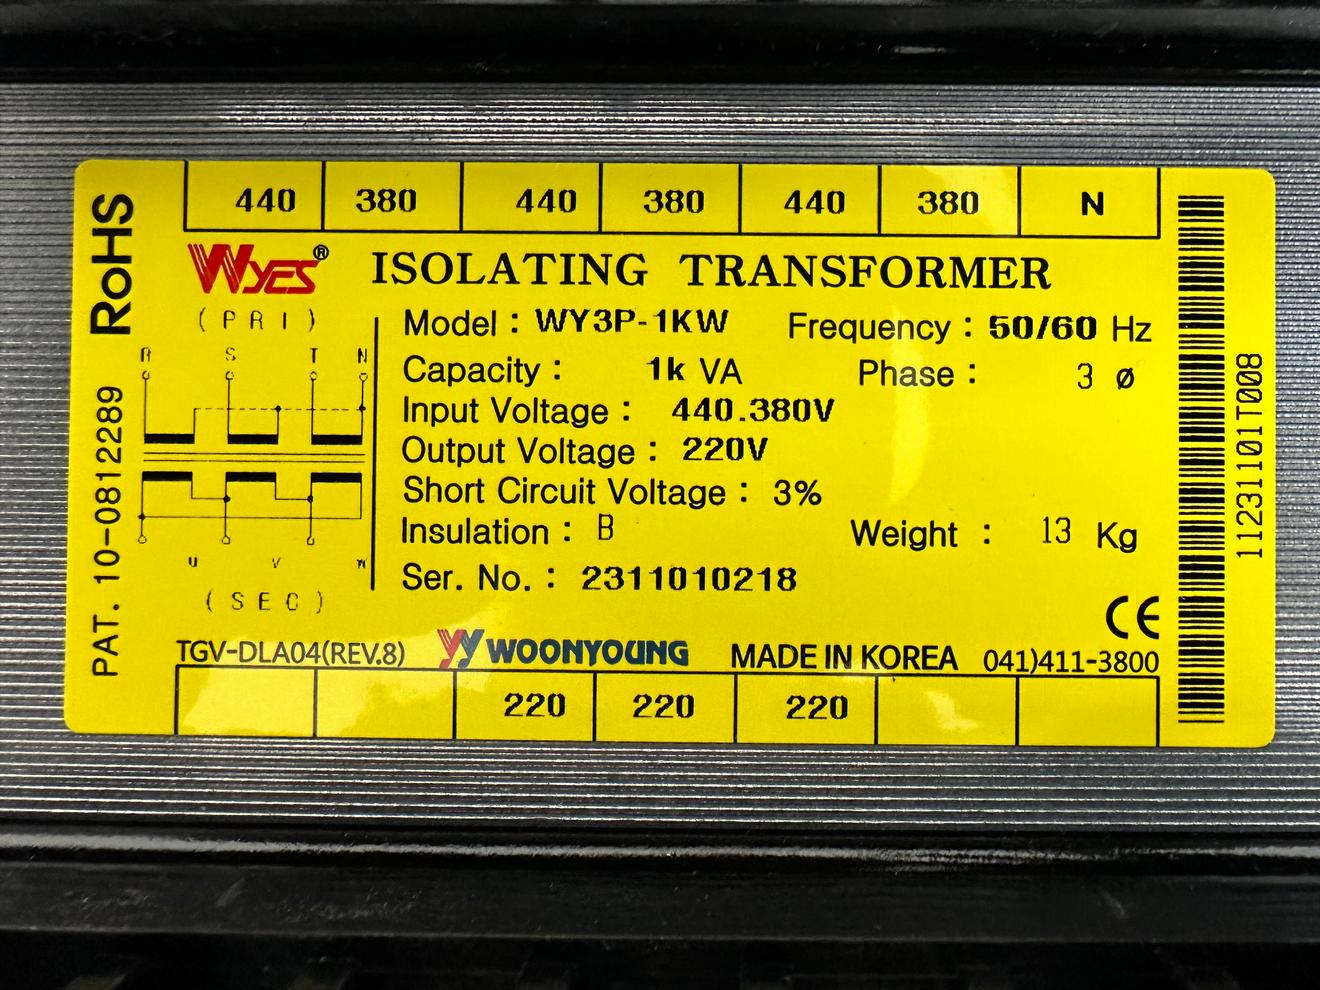 440 380 440 380 440 380 N
RoHS
PAT. 10-0812289
WYES® ISOLATING TRANSFORMER
(PRI)
R S T N
u v w
(SEC)
Model : WY3P-1KW Frequency : 50/60 Hz
Capacity : 1k VA Phase : 3 ø
Input Voltage : 440.380V
Output Voltage : 220V
Short Circuit Voltage : 3%
Insulation : B Weight : 13 Kg
Ser. No. : 2311010218
CE
TGV-DLA04(REV.8) WOONYOUNG MADE IN KOREA 041)411-3800
220 220 220
112311011T008